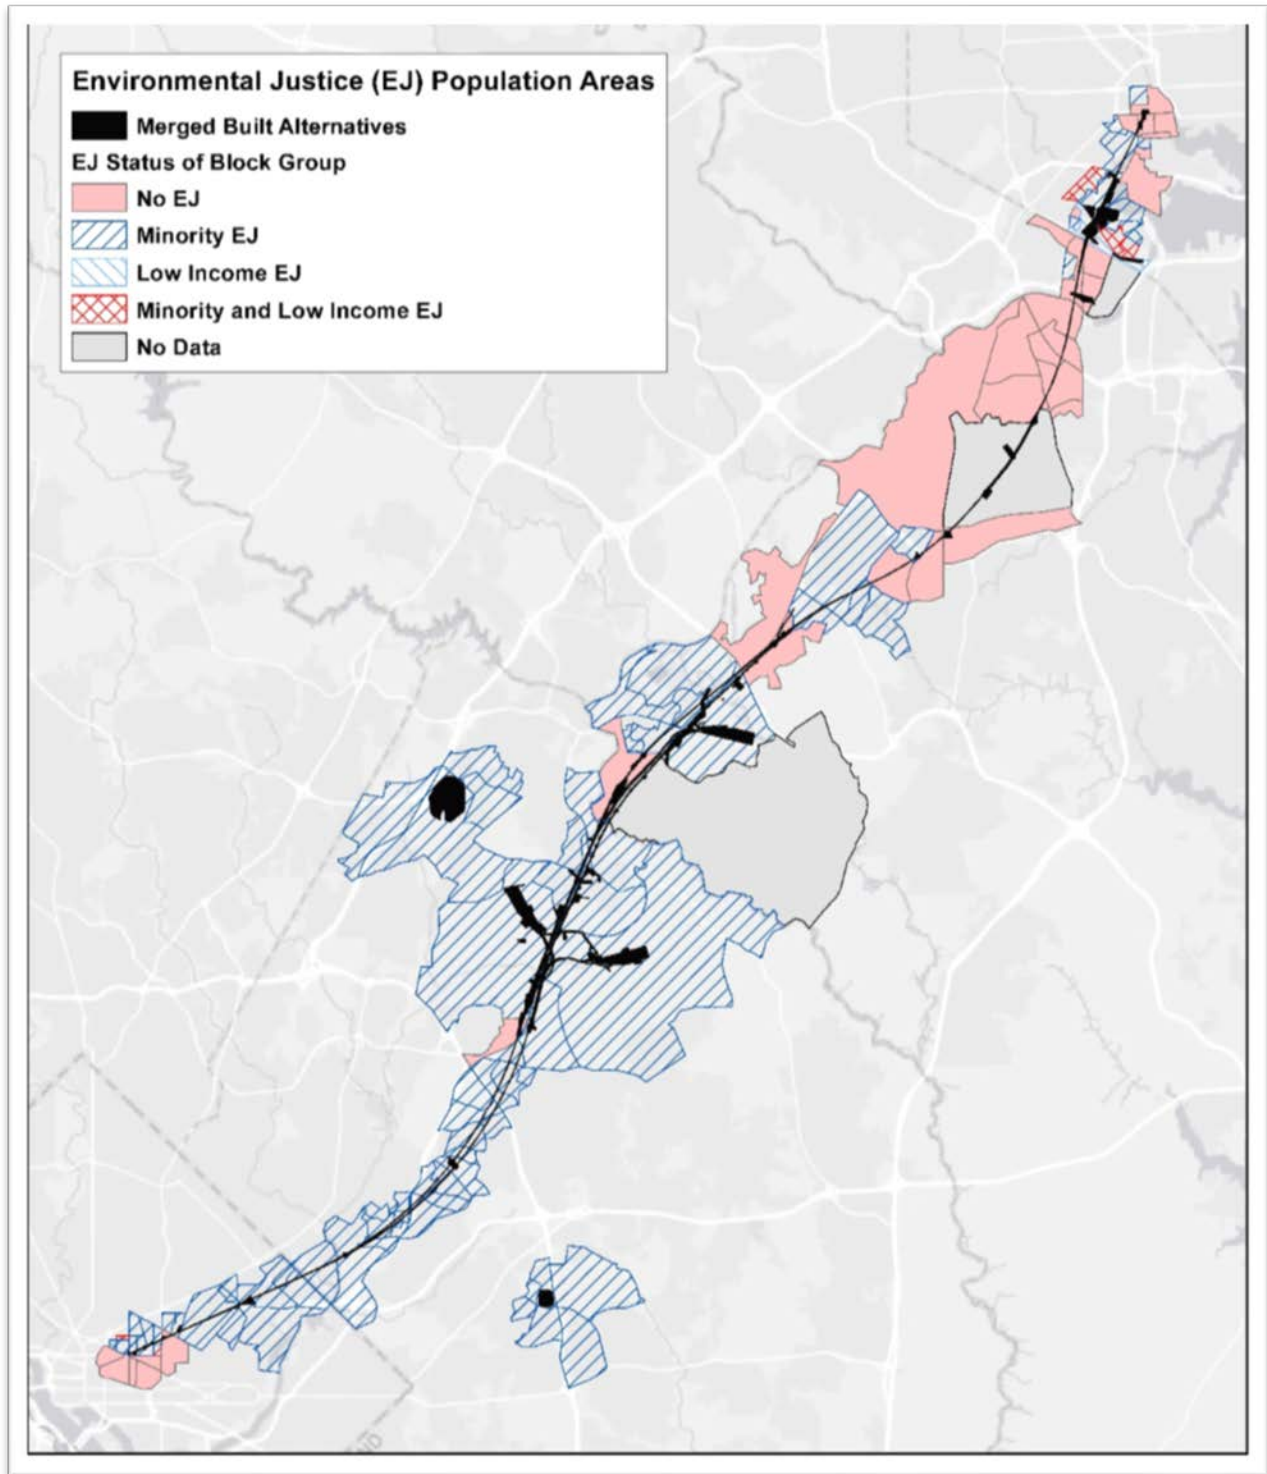 Environmental Justice (EJ) Population Areas
Merged Built Alternatives
EJ Status of Block Group
No EJ
Minority EJ
Low Income EJ
Minority and Low Income EJ
No Data